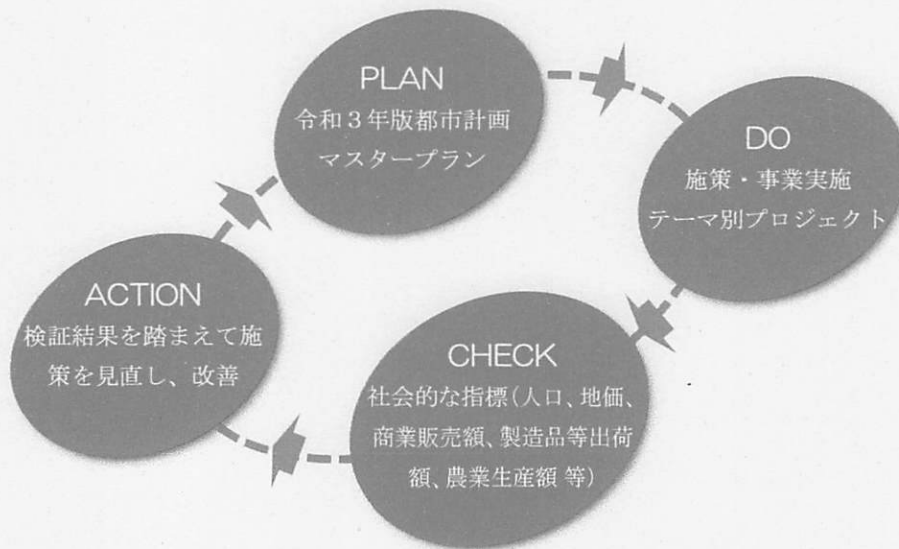 PLAN
令和3年版都市計画
マスタープラン
DO
施策・事業実施
テーマ別プロジェクト
CHECK
社会的な指標(人口、地価、
商業販売額、製造品等出荷
額、農業生産額 等)
ACTION
検証結果を踏まえて施
策を見直し、改善